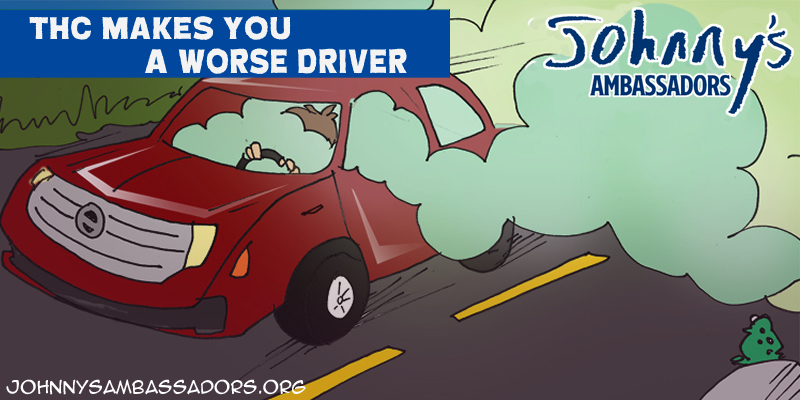 THC MAKES YOU
A WORSE DRIVER
Johnny's
AMBASSADORS
JOHNNYSAMBASSADORS.ORG